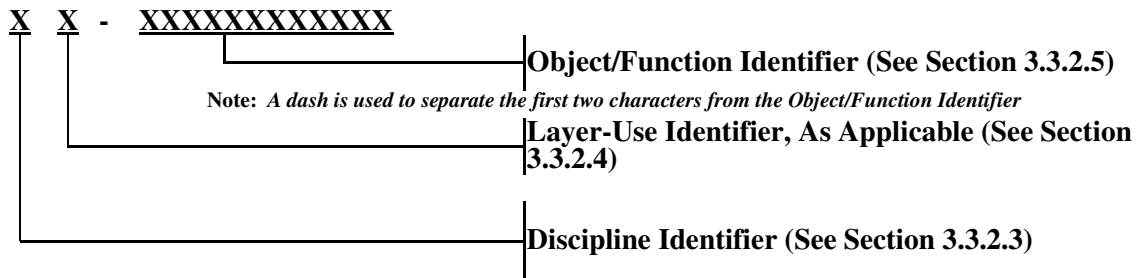 X X - XXXXXXXXXXXX
Object/Function Identifier (See Section 3.3.2.5)
Note: A dash is used to separate the first two characters from the Object/Function Identifier
Layer-Use Identifier, As Applicable (See Section
3.3.2.4)
Discipline Identifier (See Section 3.3.2.3)